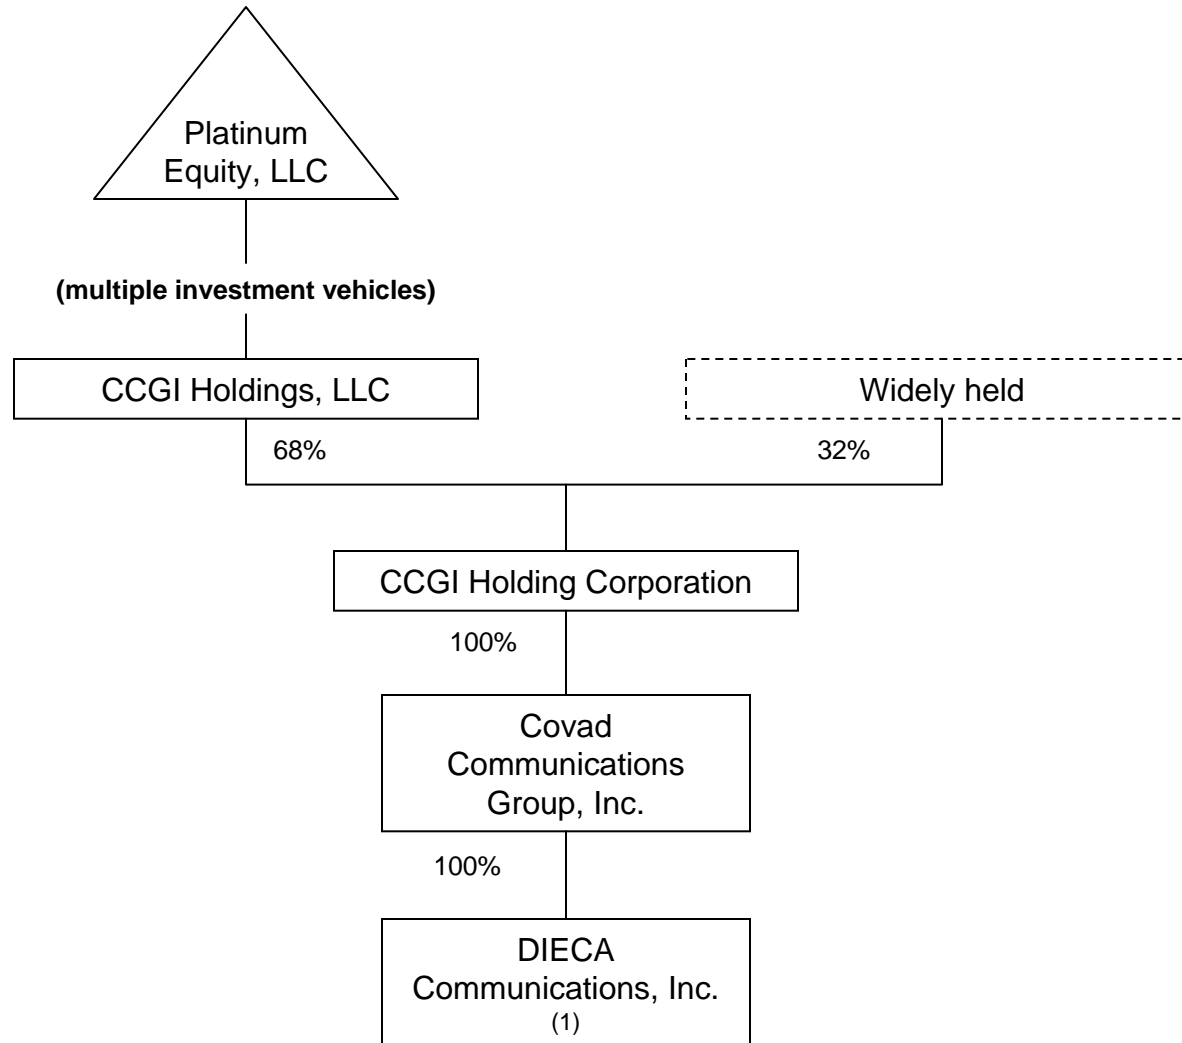 Platinum
Equity, LLC
(multiple investment vehicles)
CCGI Holdings, LLC
Widely held
68%
32%
CCGI Holding Corporation
100%
Covad
Communications
Group, Inc.
100%
DIECA
Communications, Inc.
(1)